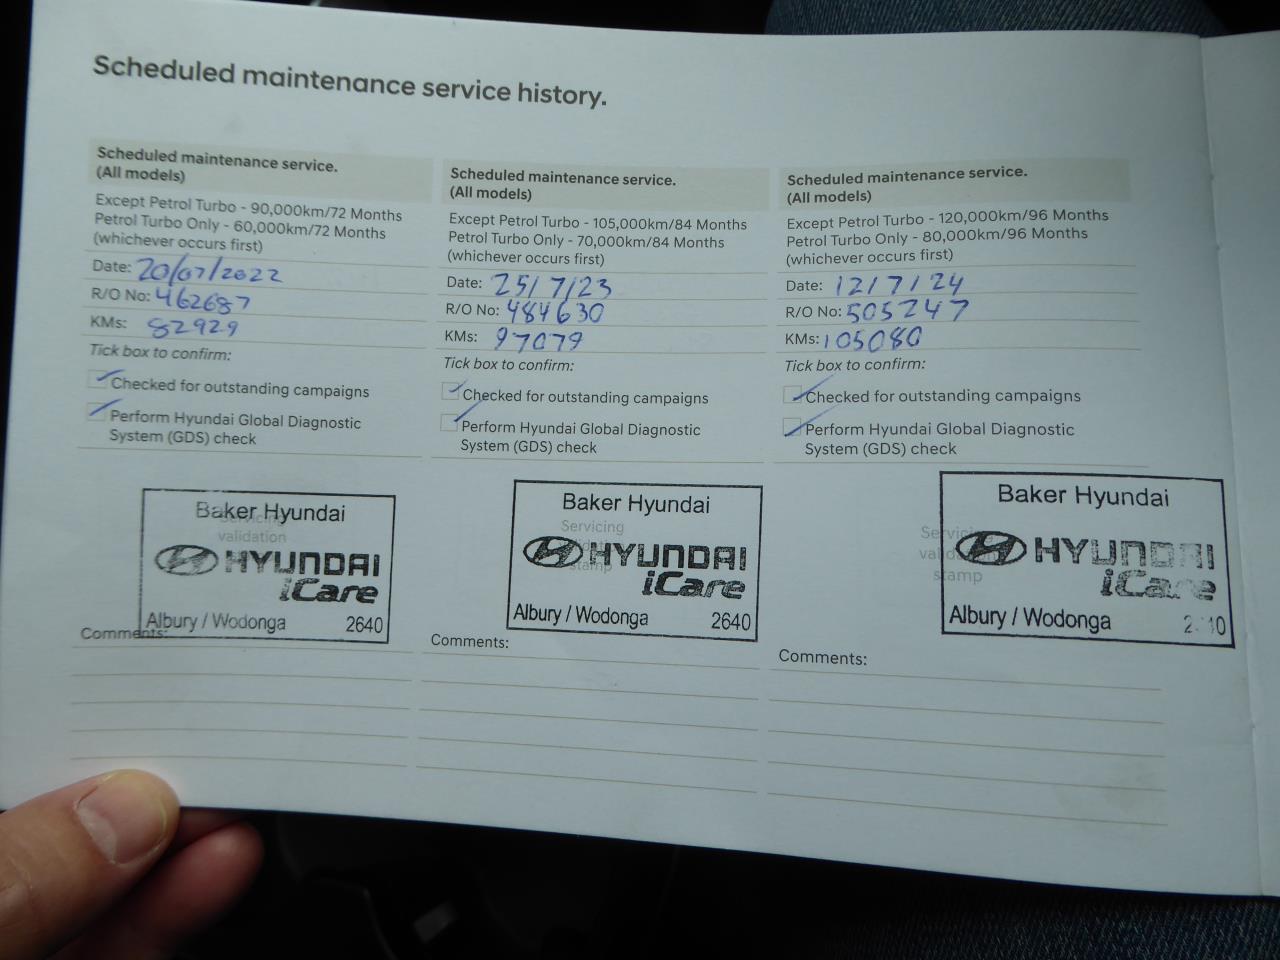 Scheduled maintenance service history.
Scheduled maintenance service.
(All models)
Except Petrol Turbo - 90,000km/72 Months
Petrol Turbo Only - 60,000km/72 Months
(whichever occurs first)
Date: 20/07/2022
R/O No: 462687
KMs: 82929
Tick box to confirm:
Checked for outstanding campaigns
Perform Hyundai Global Diagnostic
System (GDS) check
Baker Hyundai
Servicing
validation
HYUNDAI
iCare
Albury / Wodonga 2640
Comments:
Scheduled maintenance service.
(All models)
Except Petrol Turbo - 105,000km/84 Months
Petrol Turbo Only - 70,000km/84 Months
(whichever occurs first)
Date: 25/7/23
R/O No: 484630
KMs: 97079
Tick box to confirm:
Checked for outstanding campaigns
Perform Hyundai Global Diagnostic
System (GDS) check
Baker Hyundai
Servicing
HYUNDAI
stamp
iCare
Albury / Wodonga 2640
Comments:
Scheduled maintenance service.
(All models)
Except Petrol Turbo - 120,000km/96 Months
Petrol Turbo Only - 80,000km/96 Months
(whichever occurs first)
Date: 12/7/24
R/O No: 505247
KMs: 105080
Tick box to confirm:
Checked for outstanding campaigns
Perform Hyundai Global Diagnostic
System (GDS) check
Baker Hyundai
HYUNDAI
stamp
iCare
Albury / Wodonga
Comments: